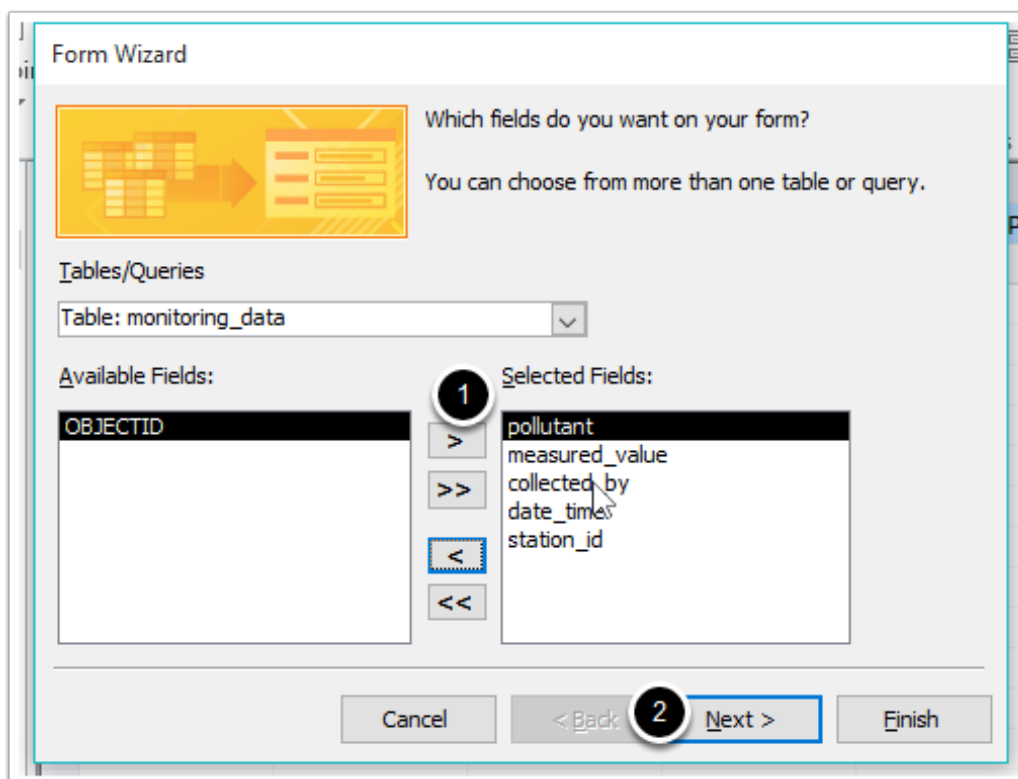 Form Wizard
Which fields do you want on your form?
You can choose from more than one table or query.
Tables/Queries
Table: monitoring_data
Available Fields:
1
Selected Fields:
OBJECTID
>
>>
<
<<
pollutant
measured_value
collected_by
date_time
station_id
Cancel
< Back
2
Next >
Finish